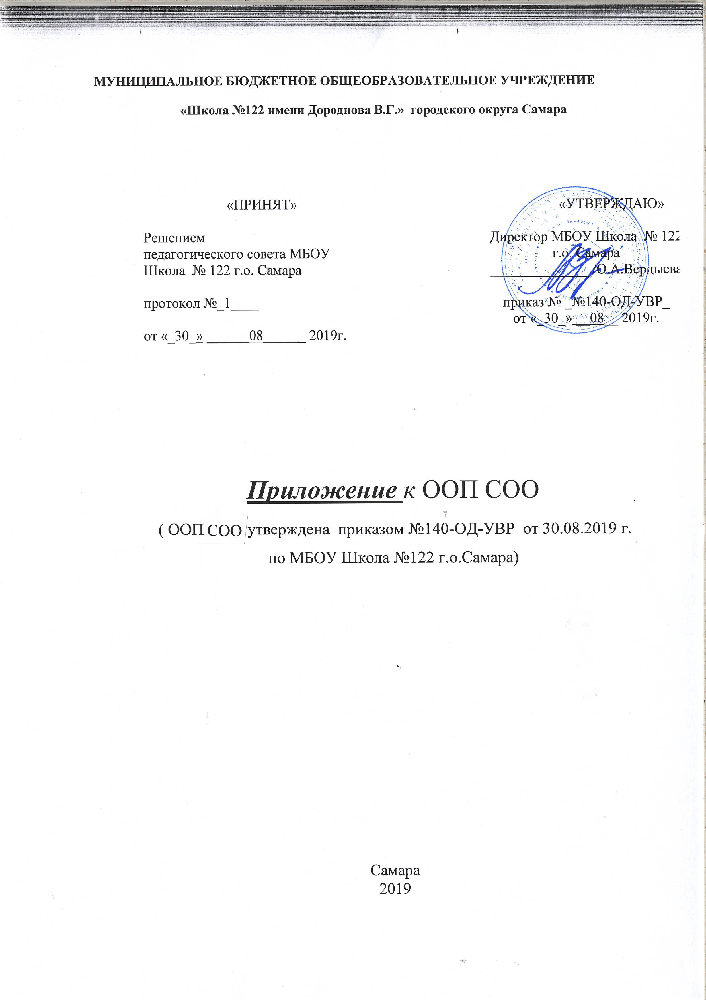 МУНИЦИПАЛЬНОЕ БЮДЖЕТНОЕ ОБЩЕОБРАЗОВАТЕЛЬНОЕ УЧРЕЖДЕНИЕ
«Школа №122 имени Дороднова В.Г.» городского округа Самара
«ПРИНЯТ»
Решением
педагогического совета МБОУ
Школа № 122 г.о. Самара
протокол №_1____
от «_30_» ______08______ 2019г.
«УТВЕРЖДАЮ»
Директор МБОУ Школа № 122
г.о. Самара
______________/О.А.Вердыева
приказ № _№140-ОД-УВР_
от «_30_»__08__ 2019г.
Приложение к ООП СОО
( ООП СОО утверждена приказом №140-ОД-УВР от 30.08.2019 г.
по МБОУ Школа №122 г.о.Самара)
Самара
2019